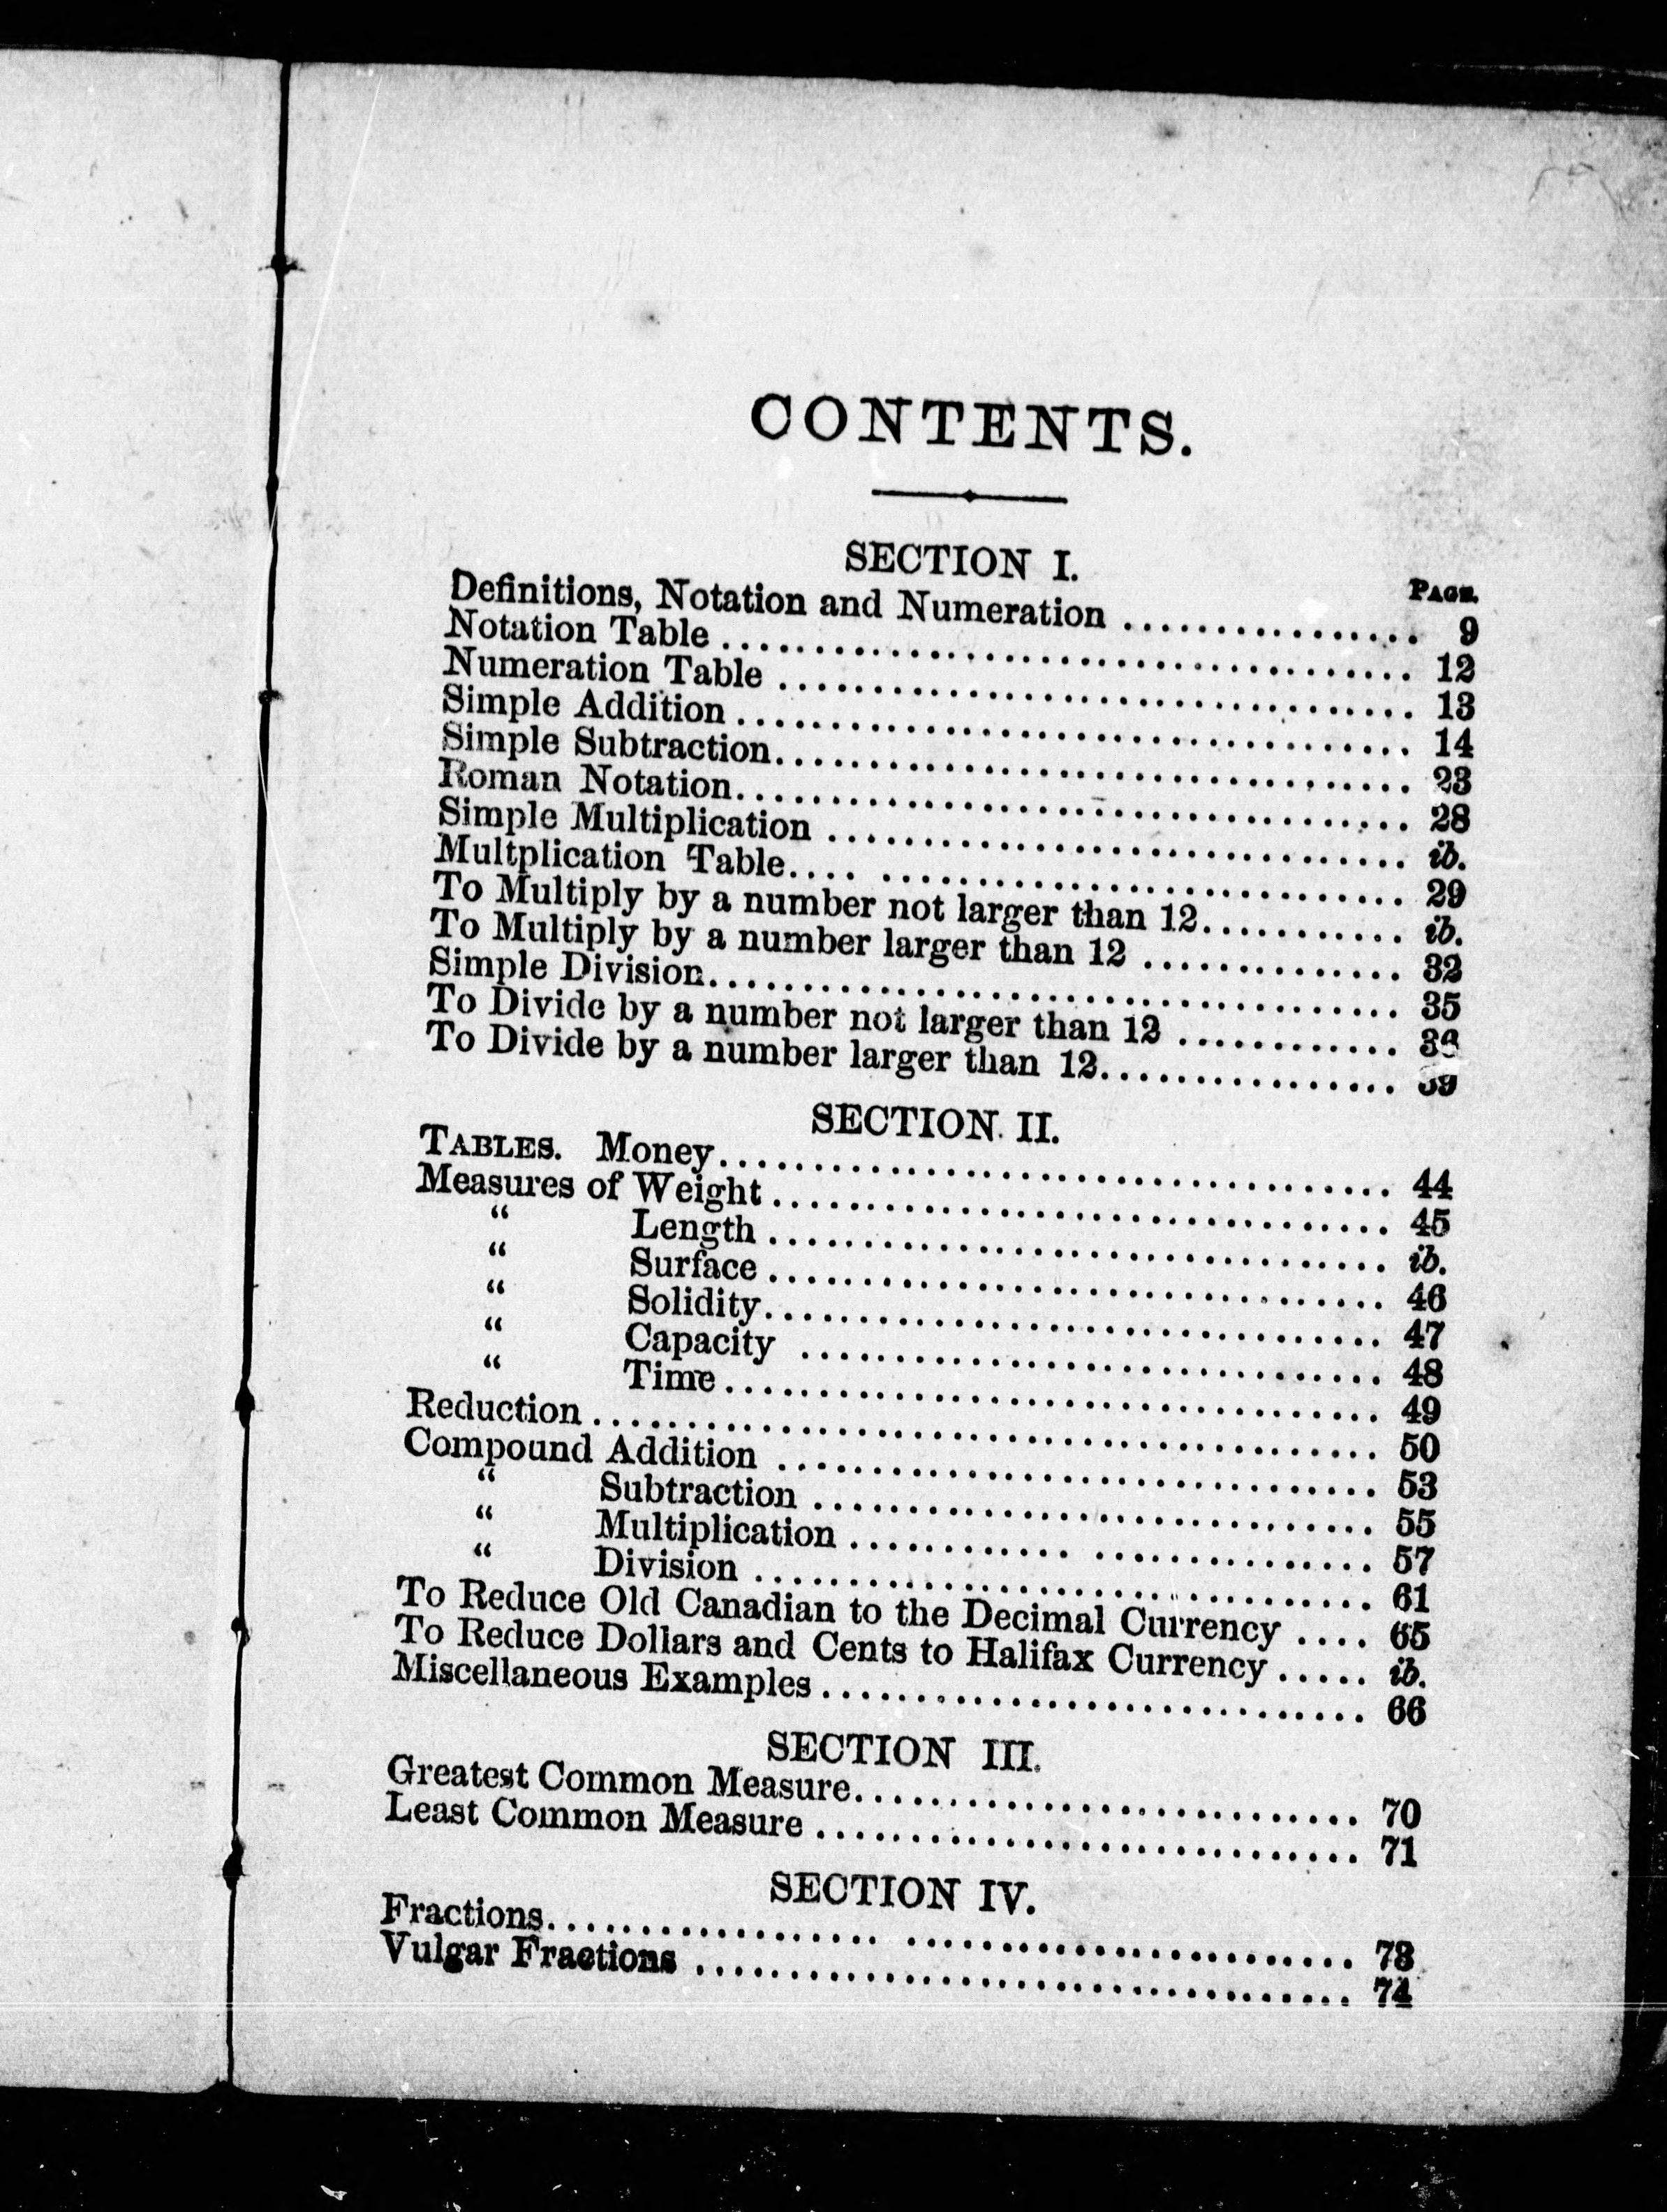 CONTENTS.
SECTION I.
PAGE.
Definitions, Notation and Numeration ................ 9
Notation Table ...................................... 12
Numeration Table ................................... 13
Simple Addition ..................................... 14
Simple Subtraction................................... 23
Roman Notation..................................... 28
Simple Multiplication ................................ ib.
Multplication Table.... ............................. 29
To Multiply by a number not larger than 12........... ib.
To Multiply by a number larger than 12 .............. 32
Simple Division...................................... 35
To Divide by a number not larger than 12 ............ 36
To Divide by a number larger than 12................ 39
SECTION II.
TABLES. Money..................................... 44
Measures of Weight.................................. 45
“ Length .................................. ib.
“ Surface .................................. 46
“ Solidity.................................. 47
“ Capacity ................................ 48
“ Time.................................... 49
Reduction ........................................... 50
Compound Addition ................................. 53
“ Subtraction ............................... 55
“ Multiplication ............ ............... 57
“ Division .................................. 61
To Reduce Old Canadian to the Decimal Currency .... 65
To Reduce Dollars and Cents to Halifax Currency ..... ib.
Miscellaneous Examples .............................. 66
SECTION III.
Greatest Common Measure............................ 70
Least Common Measure .............................. 71
SECTION IV.
Fractions.................. ........................ 73
Vulgar Fractions .................................... 74